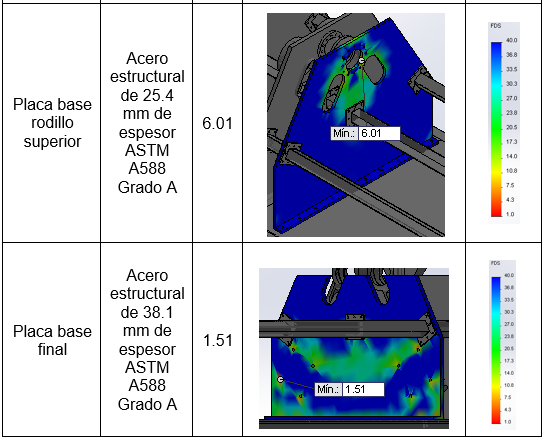 Placa base
rodillo
superior
Acero
estructural
de 25.4
mm de
espesor
ASTM
A588
Grado A
6.01
Mín.: 6.01
FDS
40.0
36.8
33.5
30.3
27.0
23.8
20.5
17.3
14.0
10.8
7.5
4.3
1.0
Placa base
final
Acero
estructural
de 38.1
mm de
espesor
ASTM
A588
Grado A
1.51
Mín.: 1.51
FDS
40.0
36.8
33.5
30.3
27.0
23.8
20.5
17.3
14.0
10.8
7.5
4.3
1.0